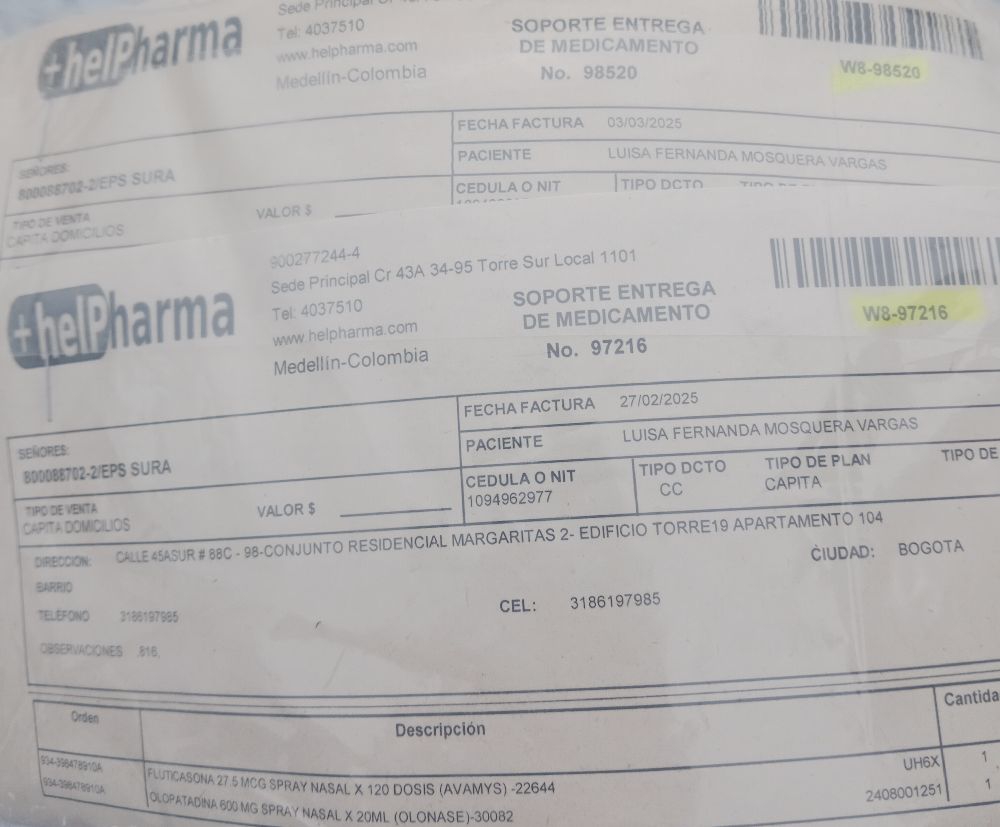 +helPharma
Sede Principal
Tel: 4037510
www.helpharma.com
Medellín-Colombia
SOPORTE ENTREGA
DE MEDICAMENTO
No. 98520
W8-98520
SEÑORES:
800088702-2/EPS SURA
FECHA FACTURA 03/03/2025
PACIENTE LUISA FERNANDA MOSQUERA VARGAS
CEDULA O NIT TIPO DCTO
TIPO DE VENTA
CAPITA DOMICILIOS
VALOR $
+helPharma
900277244-4
Sede Principal Cr 43A 34-95 Torre Sur Local 1101
Tel: 4037510
www.helpharma.com
Medellín-Colombia
SOPORTE ENTREGA
DE MEDICAMENTO
No. 97216
W8-97216
SEÑORES:
800088702-2/EPS SURA
FECHA FACTURA 27/02/2025
PACIENTE LUISA FERNANDA MOSQUERA VARGAS
CEDULA O NIT TIPO DCTO TIPO DE PLAN TIPO DE
1094962977 CC CAPITA
TIPO DE VENTA
CAPITA DOMICILIOS
VALOR $
DIRECCION: CALLE 45ASUR # 88C - 98-CONJUNTO RESIDENCIAL MARGARITAS 2- EDIFICIO TORRE19 APARTAMENTO 104
BARRIO CIUDAD: BOGOTA
TELEFONO 3186197985 CEL: 3186197985
OBSERVACIONES .816,
Orden Descripción Cantida
934-398478910A FLUTICASONA 27.5 MCG SPRAY NASAL X 120 DOSIS (AVAMYS) -22644 UH6X 1
934-398478910A OLOPATADINA 600 MG SPRAY NASAL X 20ML (OLONASE)-30082 2408001251 1